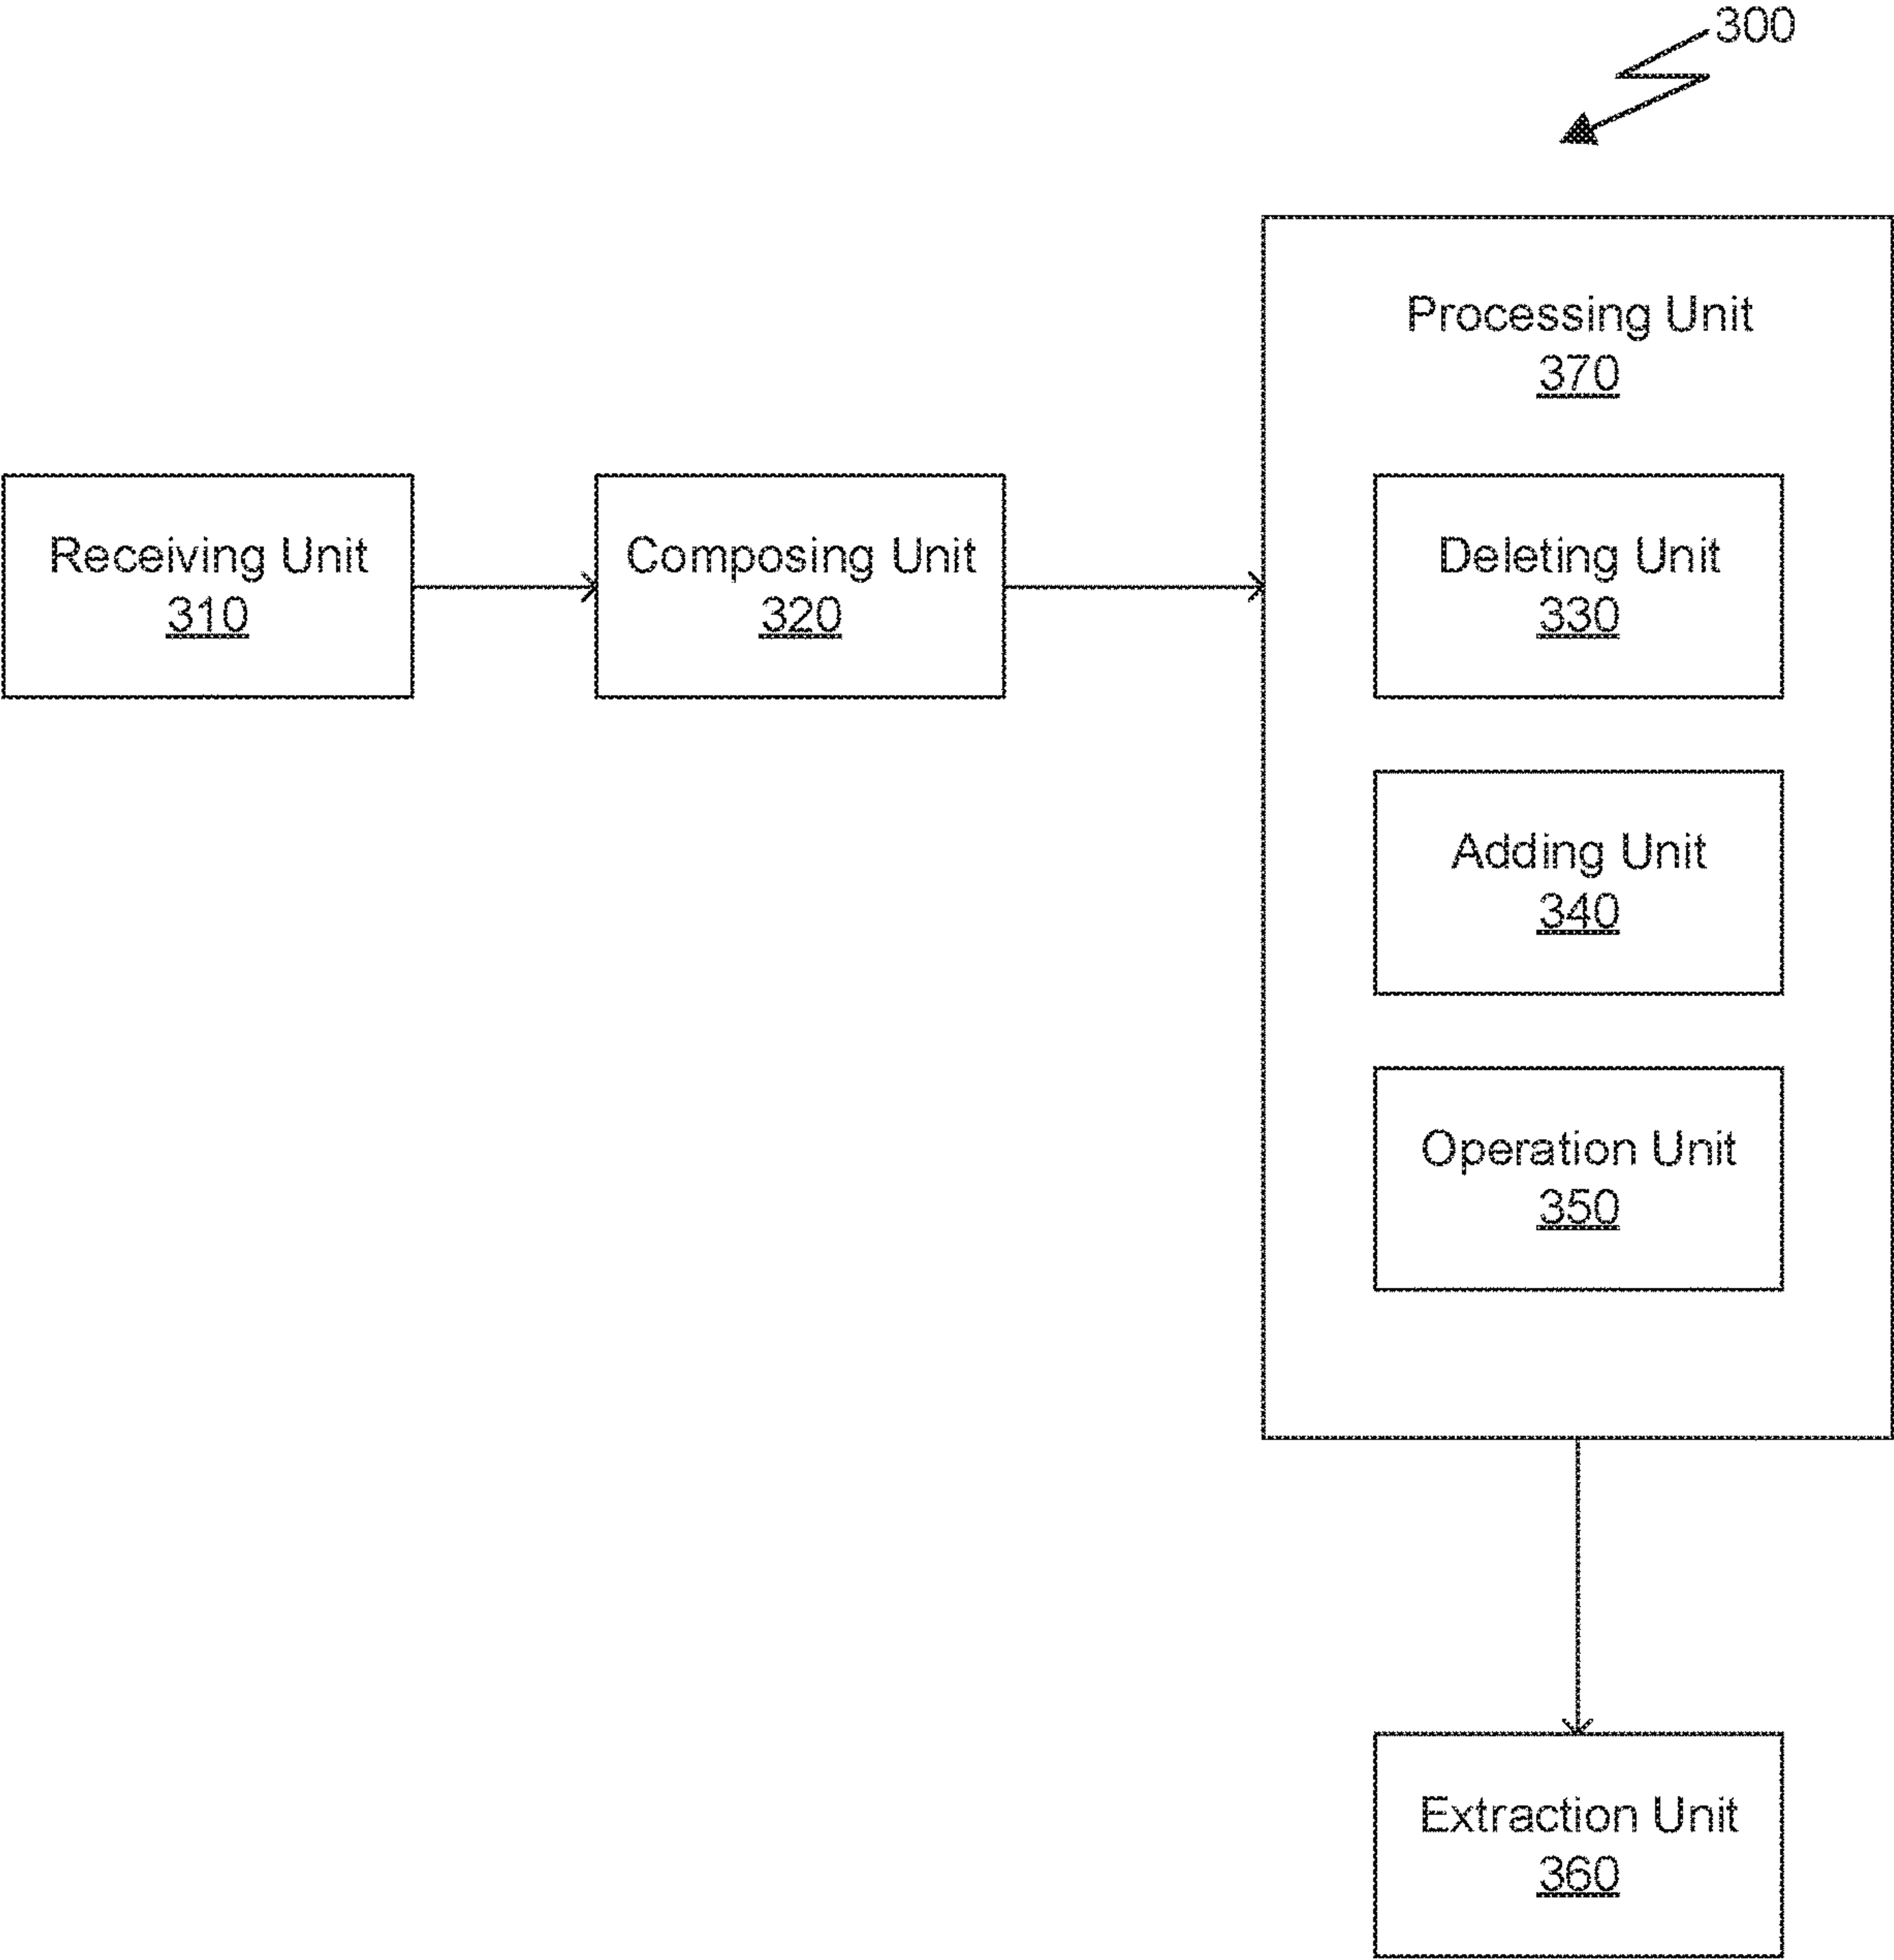 300
Processing Unit
370
Receiving Unit
310
Composing Unit
320
Deleting Unit
330
Adding Unit
340
Operation Unit
350
Extraction Unit
360